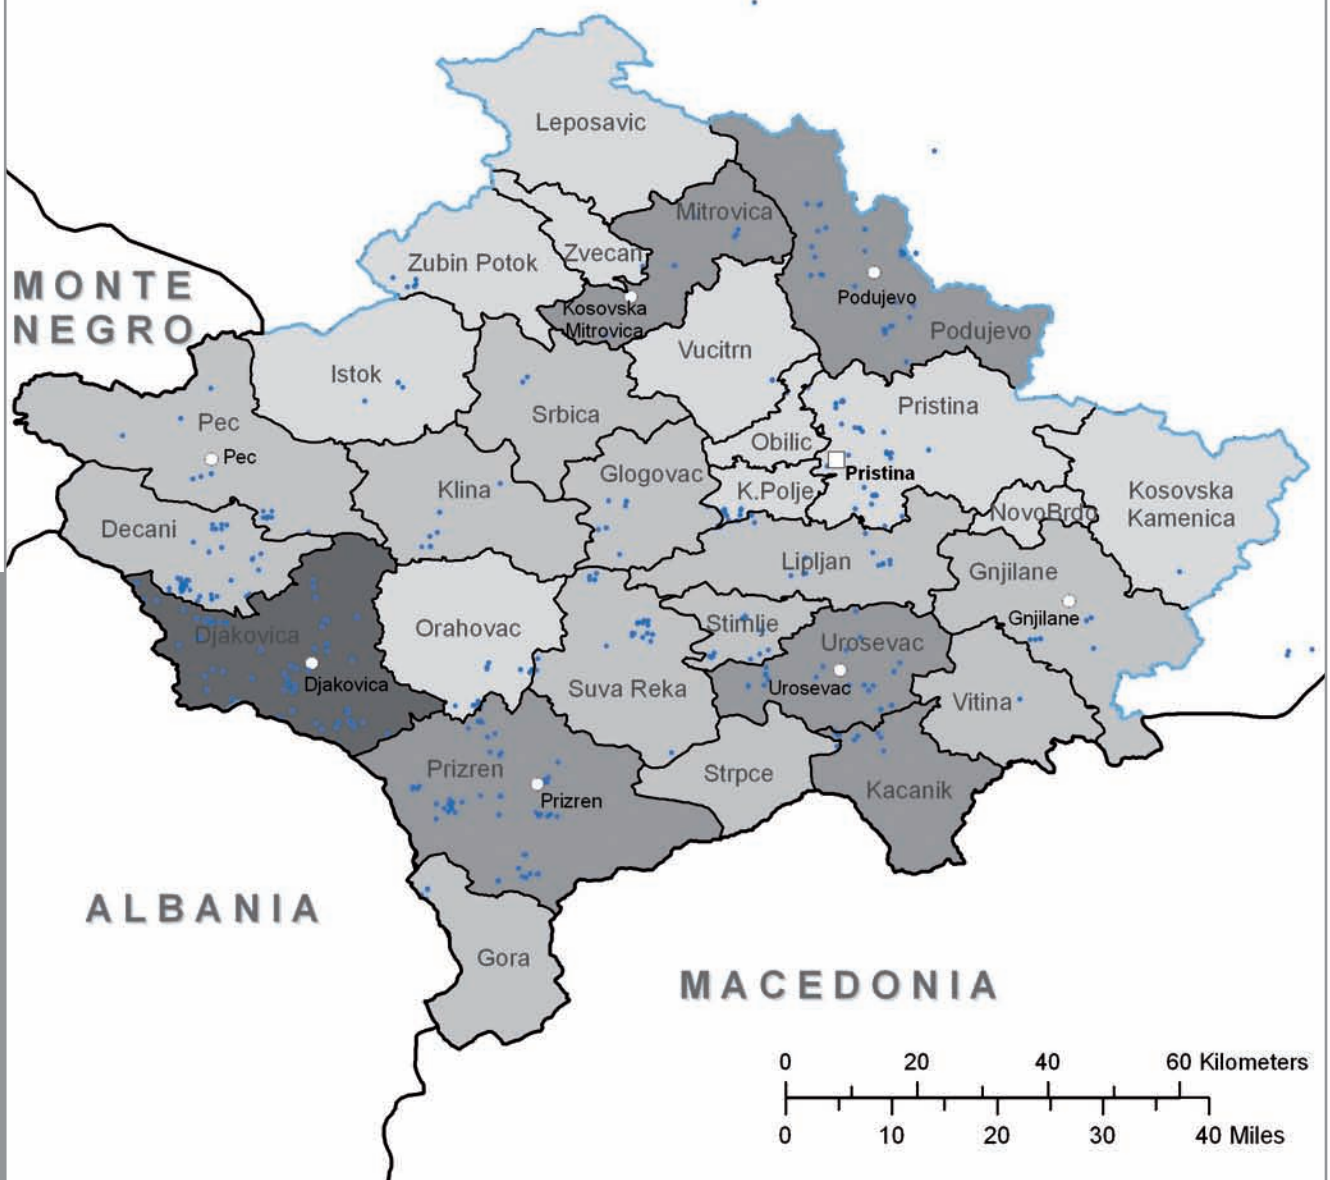 Leposavic
Mitrovica
Zvecan
Zubin Potok
MONTE
NEGRO
Podujevo
Kosovska
Mitrovica
Podujevo
Vucitrn
Istok
Pristina
Srbica
Pec
Pec
Obilic
Pristina
Glogovac
K.Polje
Klina
Kosovska
Kamenica
NovoBrdo
Decani
Lipljan
Gnjilane
Gnjilane
Stimlje
Orahovac
Djakovica
Urosevac
Djakovica
Suva Reka
Urosevac
Vitina
Prizren
Strpce
Prizren
Kacanik
ALBANIA
Gora
MACEDONIA
0 20 40 60 Kilometers
0 10 20 30 40 Miles